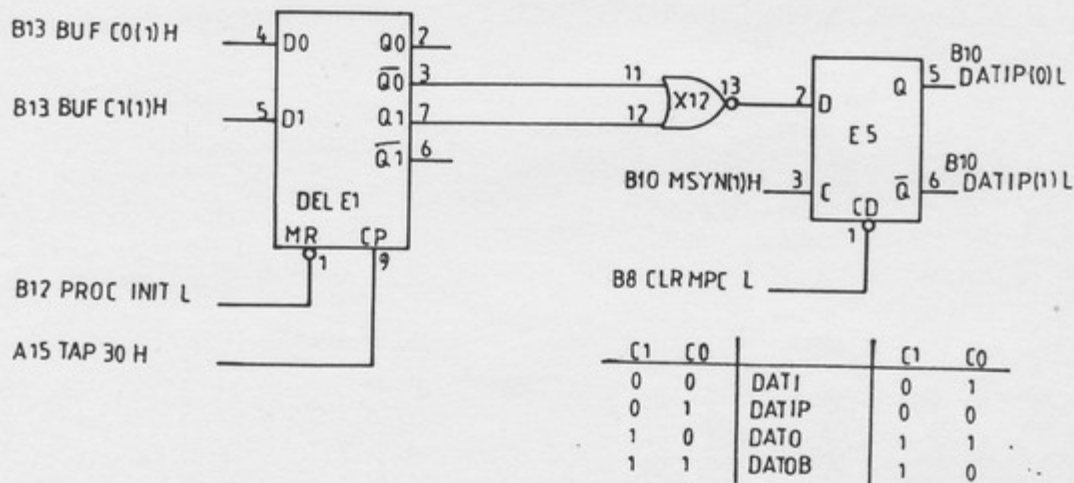 B13 BUF C0(1)H
4
D0
Q0
2
Q̅0̅
3
B13 BUF C1(1)H
5
D1
Q1
7
Q̅1̅
6
DEL E1
MR
CP
1
9
11
12
X12
13
2
D
Q
5
B10
DATIP(0)L
E5
B10 MSYN(1)H
3
C
Q̅
6
B10
DATIP(1)L
CD
1
B12 PROC INIT L
B8 CLR MPC L
A15 TAP 30 H
C1 C0 C1 C0
0 0 DATI 0 1
0 1 DATIP 0 0
1 0 DATO 1 1
1 1 DATOB 1 0